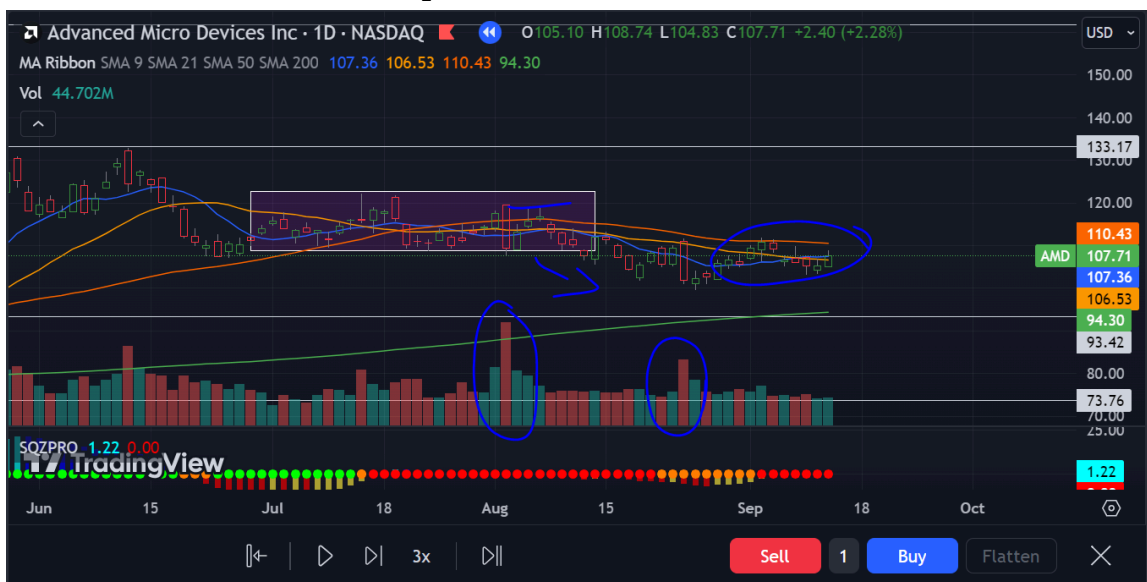 Advanced Micro Devices Inc · 1D · NASDAQ O105.10 H108.74 L104.83 C107.71 +2.40 (+2.28%) USD
MA Ribbon SMA 9 SMA 21 SMA 50 SMA 200 107.36 106.53 110.43 94.30
Vol 44.702M
150.00
140.00
133.17
130.00
120.00
110.43
AMD 107.71
107.36
106.53
94.30
93.42
80.00
73.76
70.00
25.00
SQZPRO 1.22 0.00
TradingView
1.22
Jun 15 Jul 18 Aug 15 Sep 18 Oct
3x Sell 1 Buy Flatten